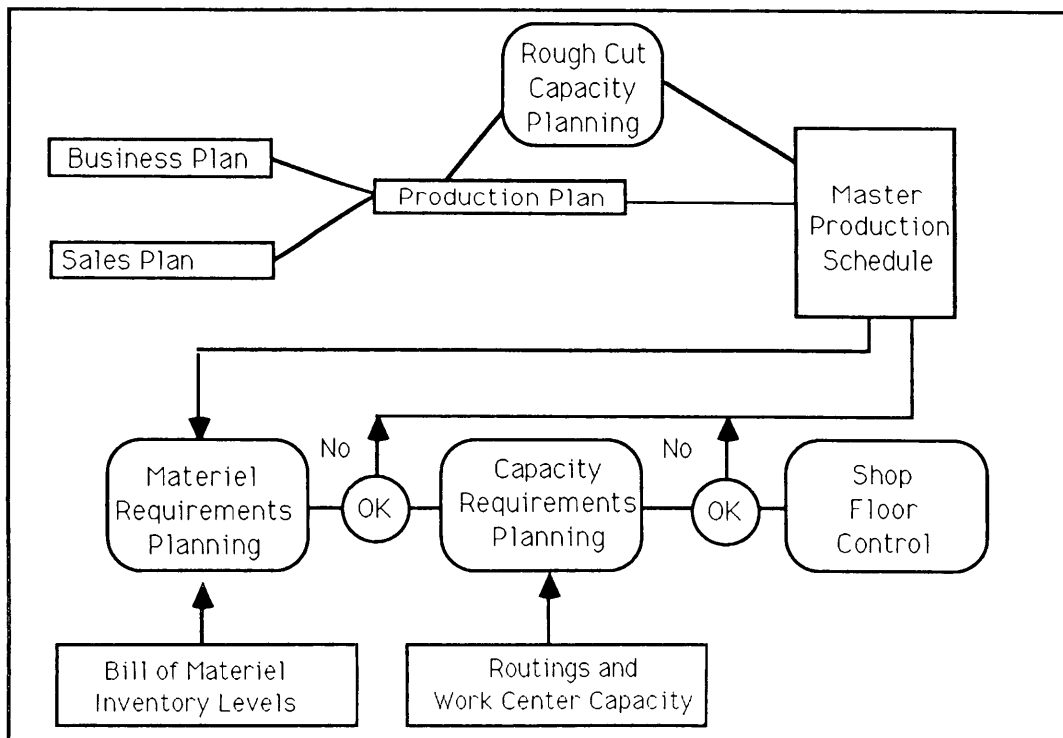 Rough Cut
Capacity
Planning
Business Plan
Production Plan
Sales Plan
Master
Production
Schedule
No
No
Materiel
Requirements
Planning
OK
Capacity
Requirements
Planning
OK
Shop
Floor
Control
Bill of Materiel
Inventory Levels
Routings and
Work Center Capacity